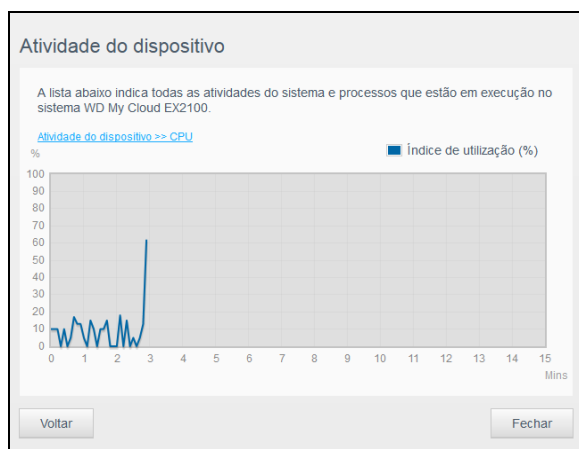 Atividade do dispositivo
A lista abaixo indica todas as atividades do sistema e processos que estão em execução no
sistema WD My Cloud EX2100.
Atividade do dispositivo >> CPU
%
Índice de utilização (%)
100
90
80
70
60
50
40
30
20
10
0
0 1 2 3 4 5 6 7 8 9 10 11 12 13 14 15
Mins
Voltar
Fechar